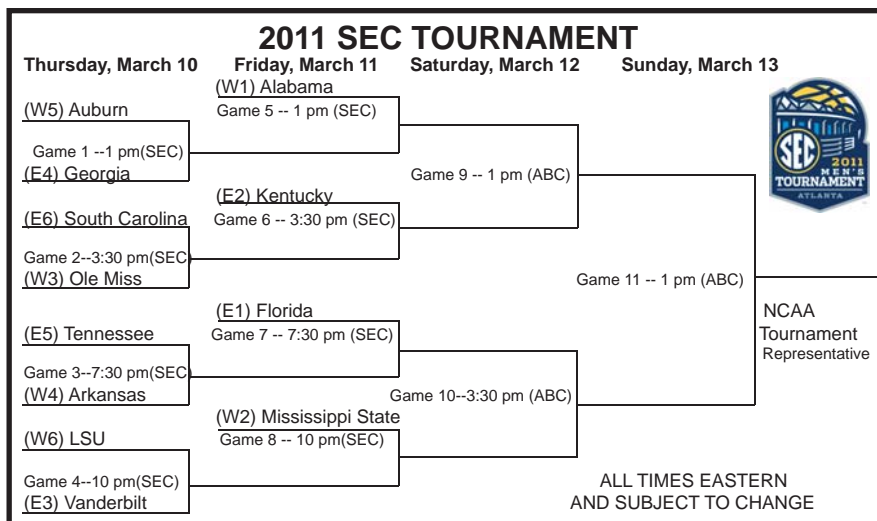 2011 SEC TOURNAMENT
Thursday, March 10
Friday, March 11
Saturday, March 12
Sunday, March 13
(W5) Auburn
Game 1 --1 pm(SEC)
(E4) Georgia
(E6) South Carolina
Game 2--3:30 pm(SEC)
(W3) Ole Miss
(E5) Tennessee
Game 3--7:30 pm(SEC)
(W4) Arkansas
(W6) LSU
Game 4--10 pm(SEC)
(E3) Vanderbilt
(W1) Alabama
Game 5 -- 1 pm (SEC)
(E2) Kentucky
Game 6 -- 3:30 pm (SEC)
(E1) Florida
Game 7 -- 7:30 pm (SEC)
(W2) Mississippi State
Game 8 -- 10 pm(SEC)
Game 9 -- 1 pm (ABC)
Game 10--3:30 pm (ABC)
Game 11 -- 1 pm (ABC)
SEC
2011
MEN'S
TOURNAMENT
ATLANTA
NCAA
Tournament
Representative
ALL TIMES EASTERN
AND SUBJECT TO CHANGE